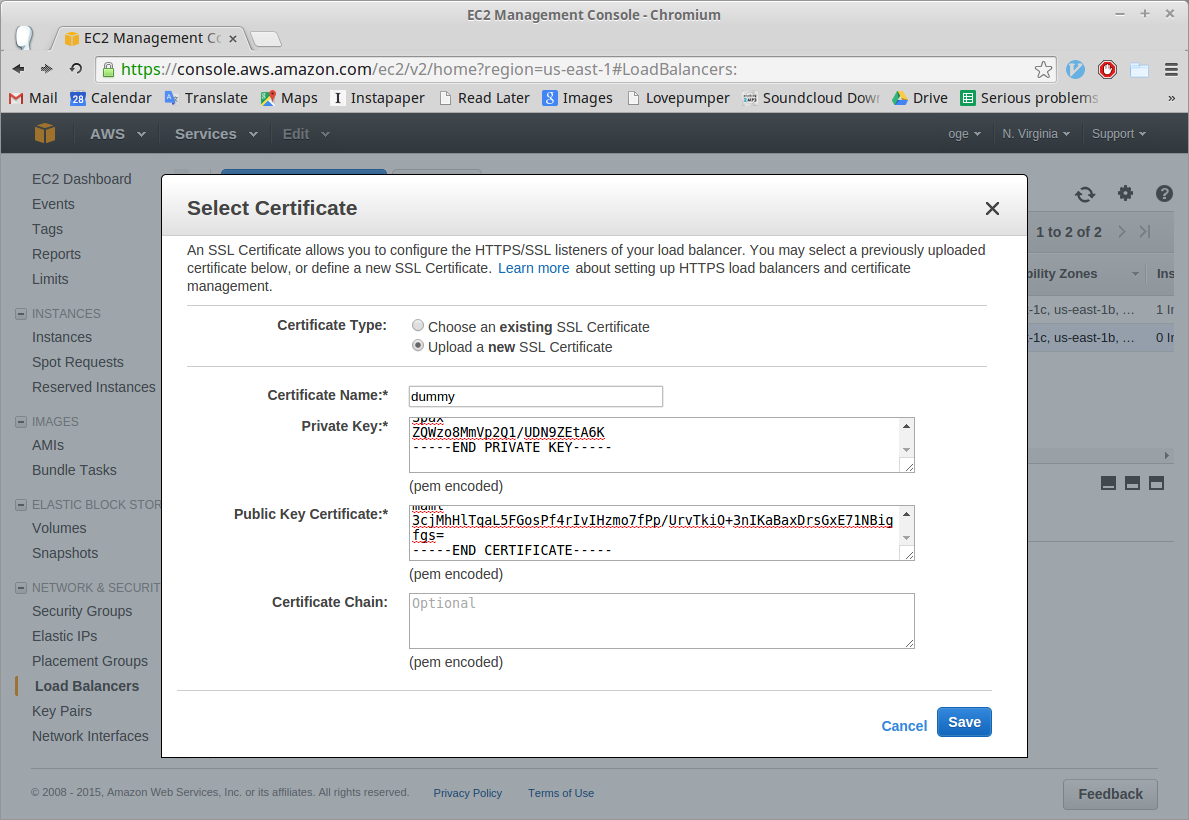 EC2 Management Console - Chromium
EC2 Management Co
https://console.aws.amazon.com/ec2/v2/home?region=us-east-1#LoadBalancers:
Mail Calendar Translate Maps Instapaper Read Later Images Lovepumper Soundcloud Down Drive Serious problems »
AWS Services Edit oge N. Virginia Support
EC2 Dashboard
Events
Tags
Reports
Limits
INSTANCES
Instances
Spot Requests
Reserved Instances
IMAGES
AMIs
Bundle Tasks
ELASTIC BLOCK STOR
Volumes
Snapshots
NETWORK & SECURIT
Security Groups
Elastic IPs
Placement Groups
Load Balancers
Key Pairs
Network Interfaces
1 to 2 of 2
bility Zones Ins
-1c, us-east-1b, ... 1 In
-1c, us-east-1b, ... 0 In
Select Certificate
An SSL Certificate allows you to configure the HTTPS/SSL listeners of your load balancer. You may select a previously uploaded
certificate below, or define a new SSL Certificate. Learn more about setting up HTTPS load balancers and certificate
management.
Certificate Type:
Choose an existing SSL Certificate
Upload a new SSL Certificate
Certificate Name:* dummy
Private Key:*
ZQWzo8MmVp2Q1/UDN9ZEtA6K
-----END PRIVATE KEY-----
(pem encoded)
Public Key Certificate:*
3cjMhHlTqaL5FGosPf4rIvIHzmo7fPp/UrvTkiO+3nIKaBaxDrsGxE71NBig
fgs=
-----END CERTIFICATE-----
(pem encoded)
Certificate Chain: Optional
(pem encoded)
Cancel Save
© 2008 - 2015, Amazon Web Services, Inc. or its affiliates. All rights reserved. Privacy Policy Terms of Use
Feedback